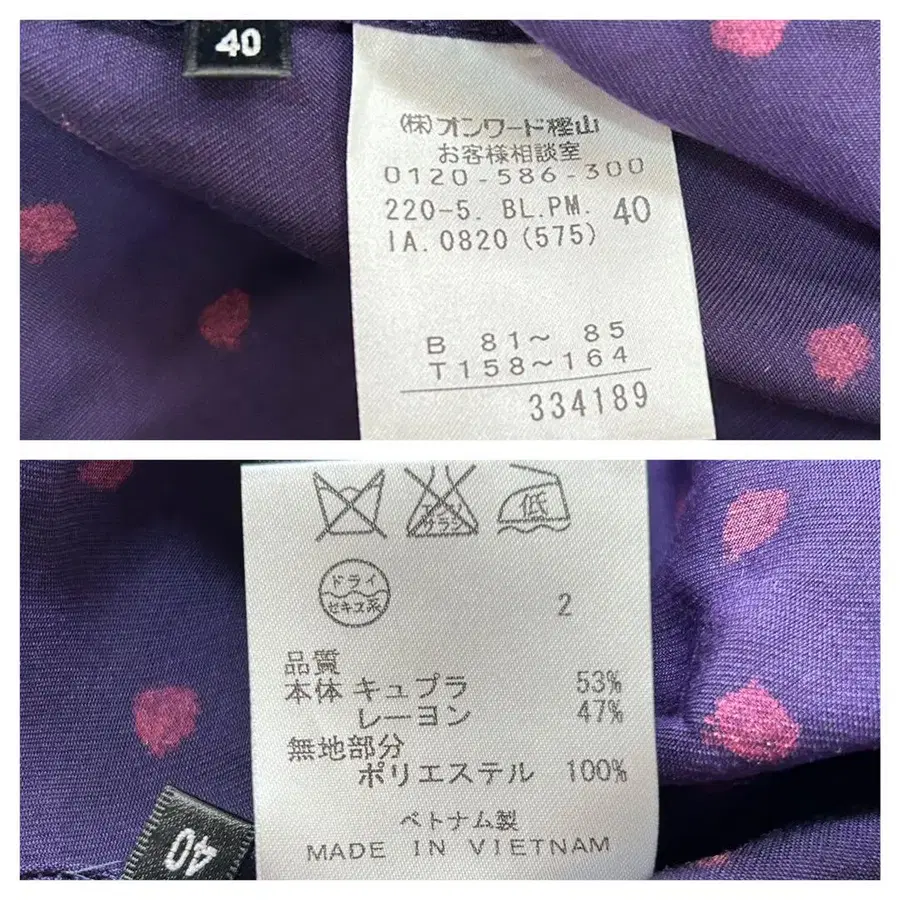 40
(株)オンワード樫山
お客様相談室
0120-586-300
220-5. BL.PM. 40
IA.0820(575)
B 81~ 85
T158~164
334189
低
ドライ
セキユ系
2
品質
本体 キュプラ 53%
レーヨン 47%
無地部分
ポリエステル 100%
ベトナム製
MADE IN VIETNAM
40